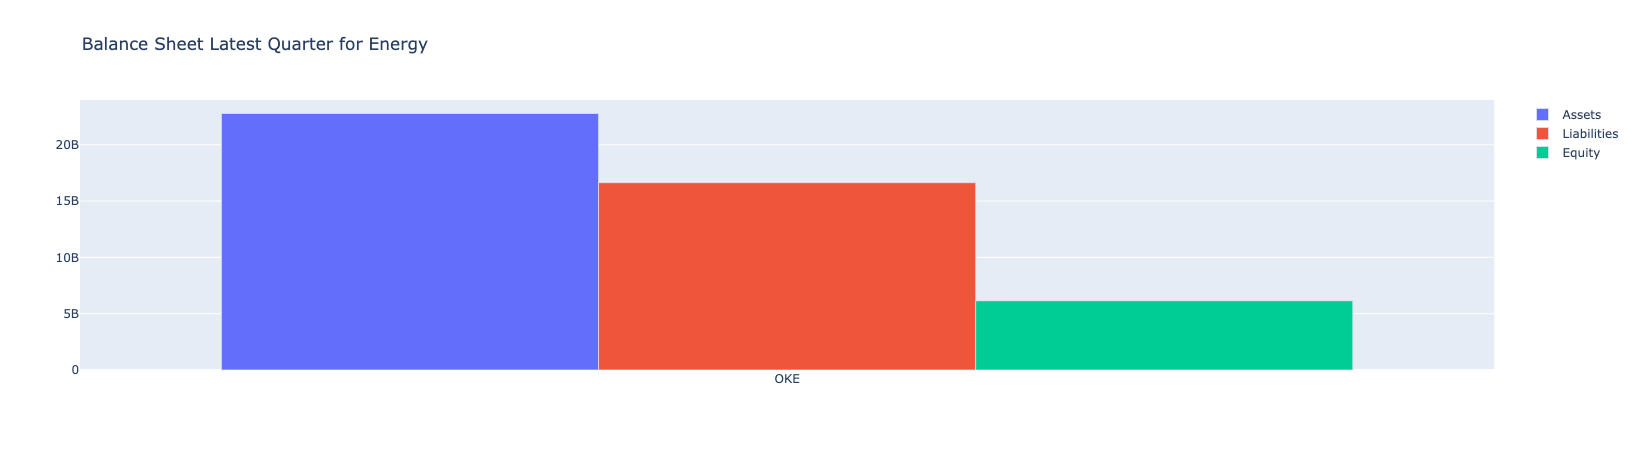 Balance Sheet Latest Quarter for Energy
Assets
Liabilities
Equity
20B
15B
10B
5B
0
OKE